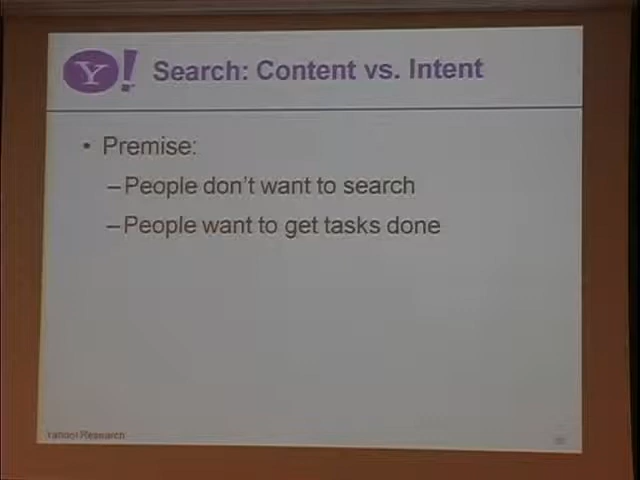 Y!
Search: Content vs. Intent
• Premise:
–People don't want to search
–People want to get tasks done
Yahoo! Research